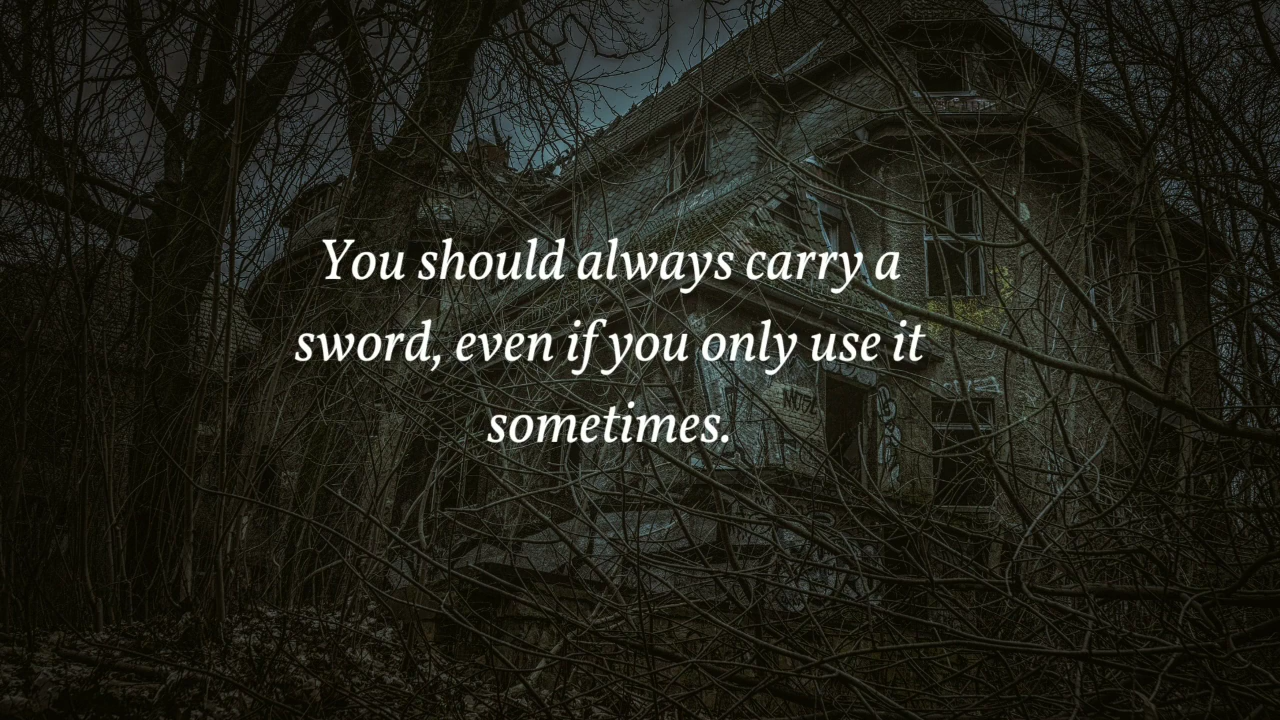 You should always carry a
sword, even if you only use it
sometimes.